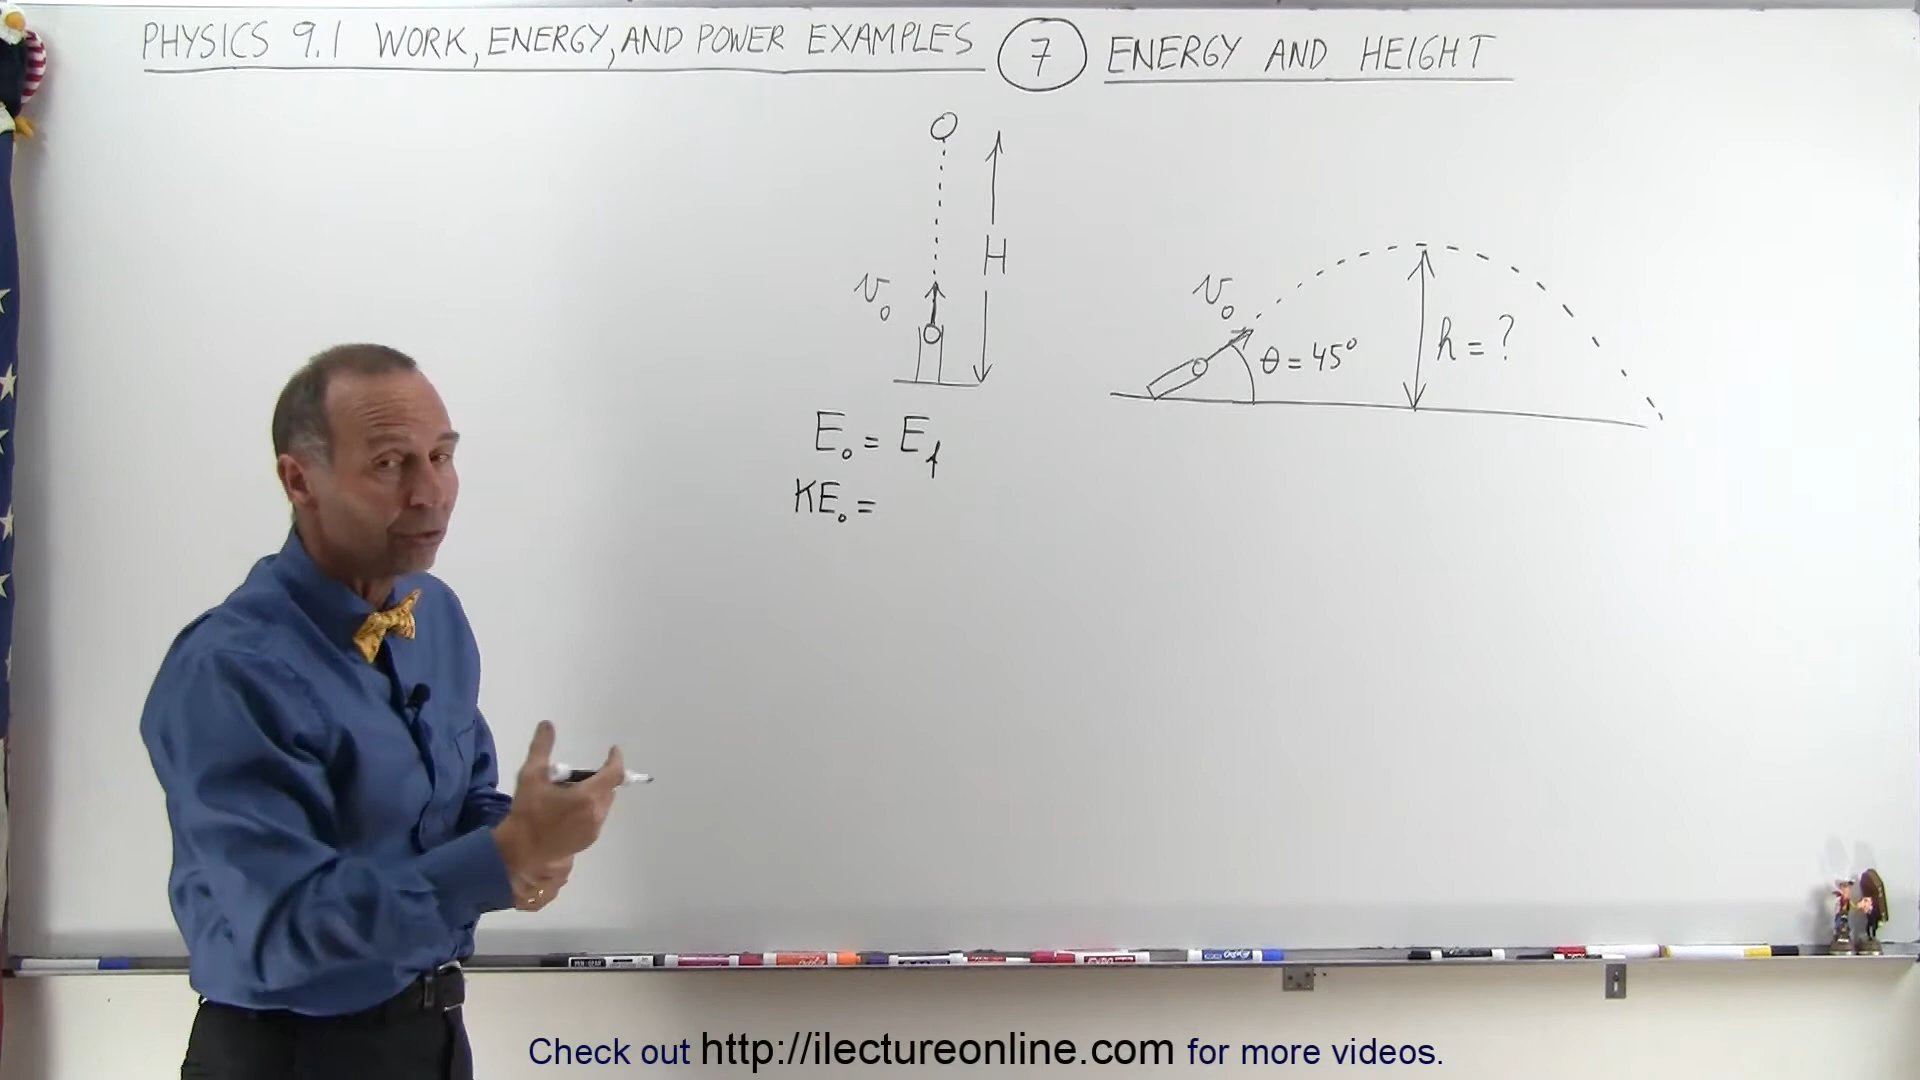 PHYSICS 9.1 WORK, ENERGY, AND POWER EXAMPLES 7 ENERGY AND HEIGHT
H
v₀
v₀
θ = 45°
h = ?
E₀ = E_f
KE₀ =
Check out http://ilectureonline.com for more videos.